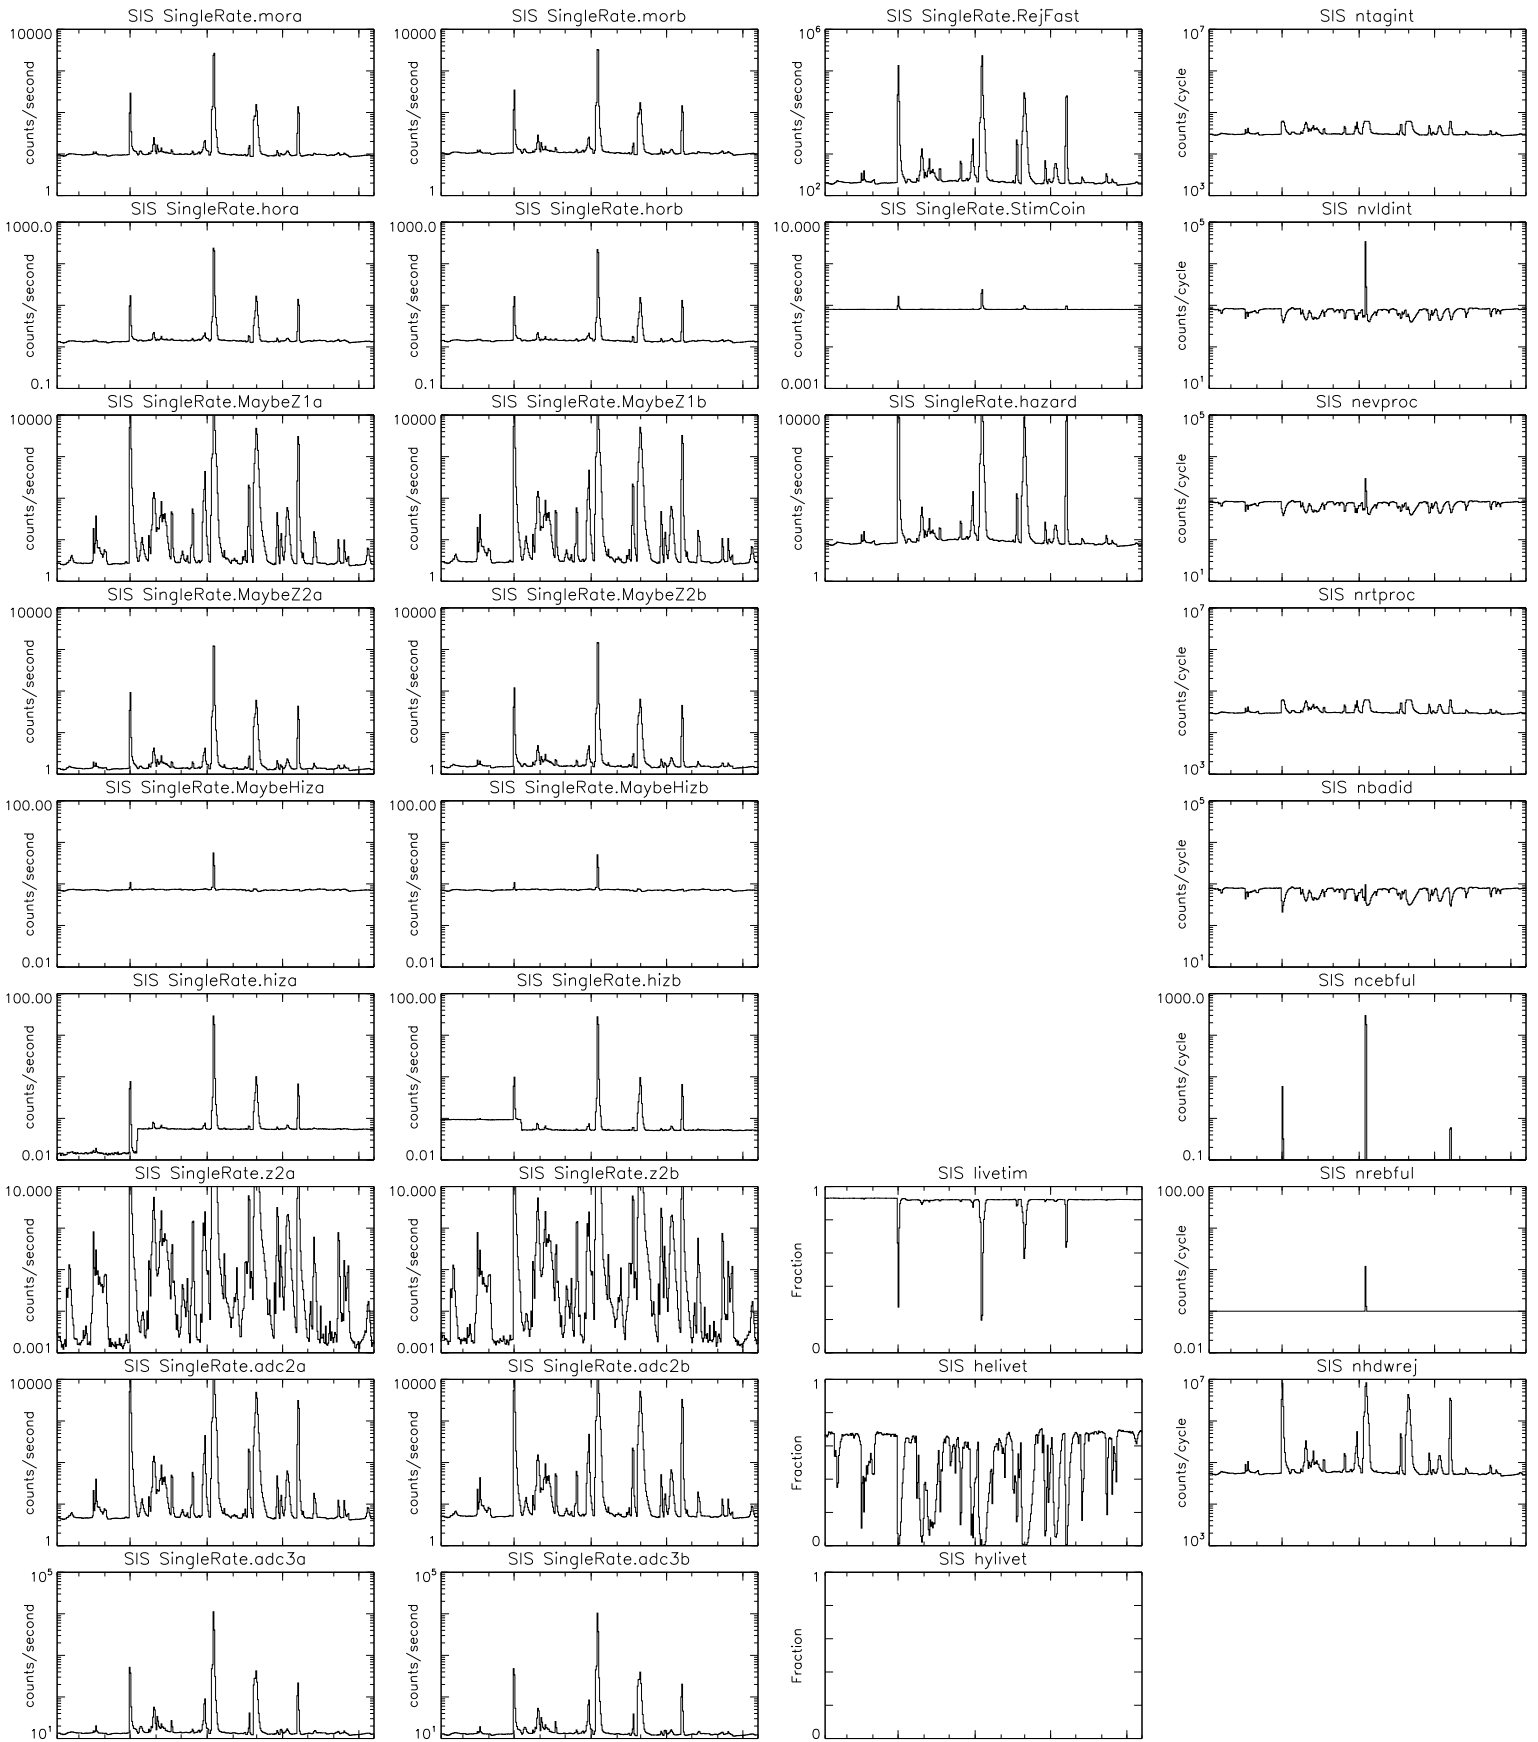 SIS SingleRate.mora
10000
counts/second
1
SIS SingleRate.morb
10000
counts/second
1
SIS SingleRate.RejFast
10^6
counts/second
10^2
SIS ntagint
10^7
counts/cycle
10^3
SIS SingleRate.hora
1000.0
counts/second
0.1
SIS SingleRate.horb
1000.0
counts/second
0.1
SIS SingleRate.StimCoin
10.000
counts/second
0.001
SIS nvldint
10^5
counts/cycle
10^1
SIS SingleRate.MaybeZ1a
10000
counts/second
1
SIS SingleRate.MaybeZ1b
10000
counts/second
1
SIS SingleRate.hazard
10000
counts/second
1
SIS nevproc
10^5
counts/cycle
10^1
SIS SingleRate.MaybeZ2a
10000
counts/second
1
SIS SingleRate.MaybeZ2b
10000
counts/second
1
SIS nrtproc
10^7
counts/cycle
10^3
SIS SingleRate.MaybeHiza
100.00
counts/second
0.01
SIS SingleRate.MaybeHizb
100.00
counts/second
0.01
SIS nbadid
10^5
counts/cycle
10^1
SIS SingleRate.hiza
100.00
counts/second
0.01
SIS SingleRate.hizb
100.00
counts/second
0.01
SIS ncebful
1000.0
counts/cycle
0.1
SIS SingleRate.z2a
10.000
counts/second
0.001
SIS SingleRate.z2b
10.000
counts/second
0.001
SIS livetim
1
Fraction
0
SIS nrebful
100.00
counts/cycle
0.01
SIS SingleRate.adc2a
10000
counts/second
1
SIS SingleRate.adc2b
10000
counts/second
1
SIS helivet
1
Fraction
0
SIS nhdwrej
10^7
counts/cycle
10^3
SIS SingleRate.adc3a
10^5
counts/second
10^1
SIS SingleRate.adc3b
10^5
counts/second
10^1
SIS hylivet
1
Fraction
0